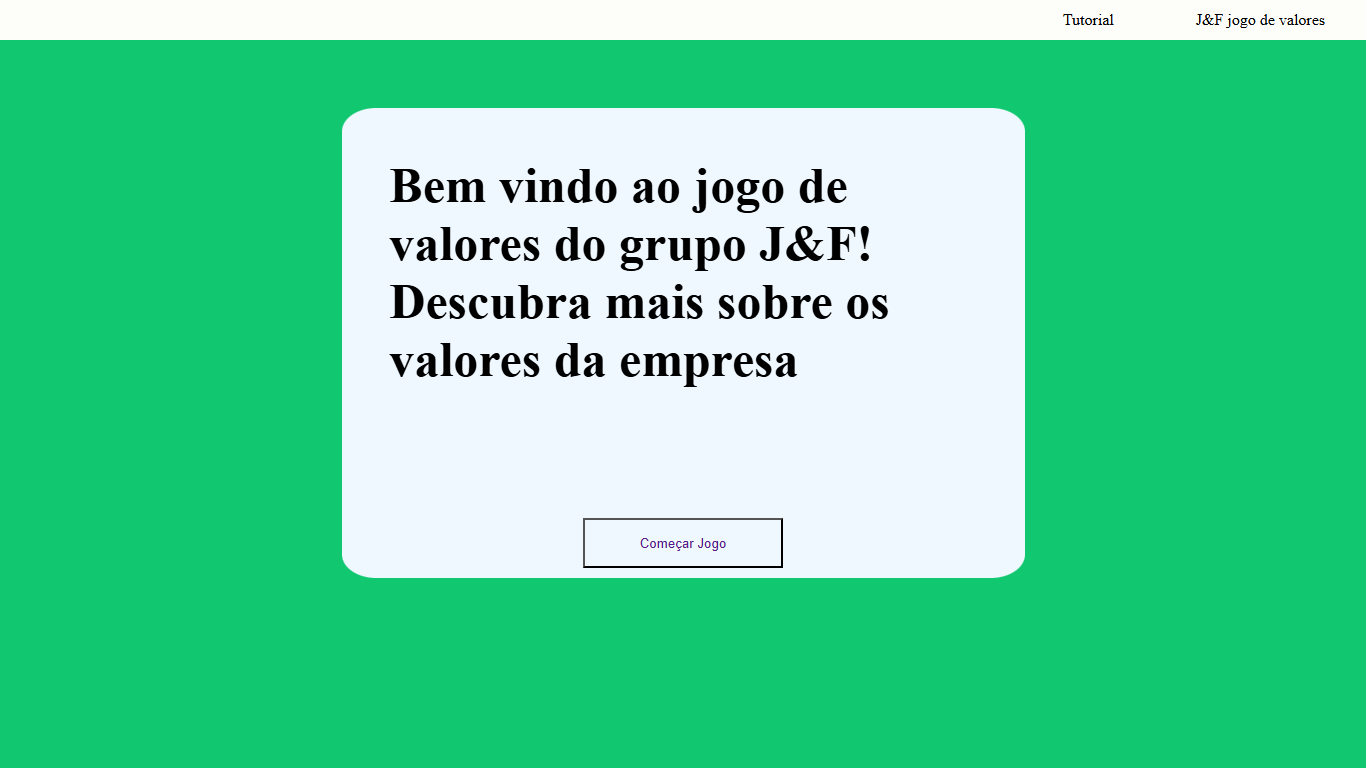 Tutorial
J&F jogo de valores
Bem vindo ao jogo de
valores do grupo J&F!
Descubra mais sobre os
valores da empresa
Começar Jogo